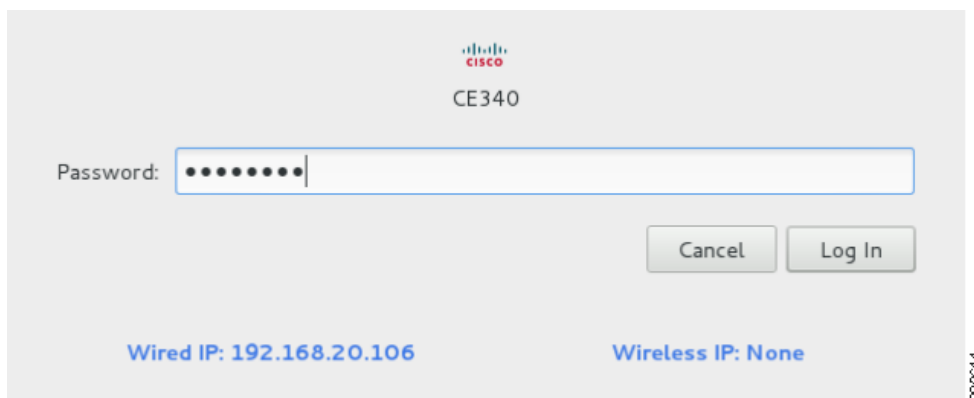 CISCO
CE340
Password: ••••••••
Cancel Log In
Wired IP: 192.168.20.106 Wireless IP: None